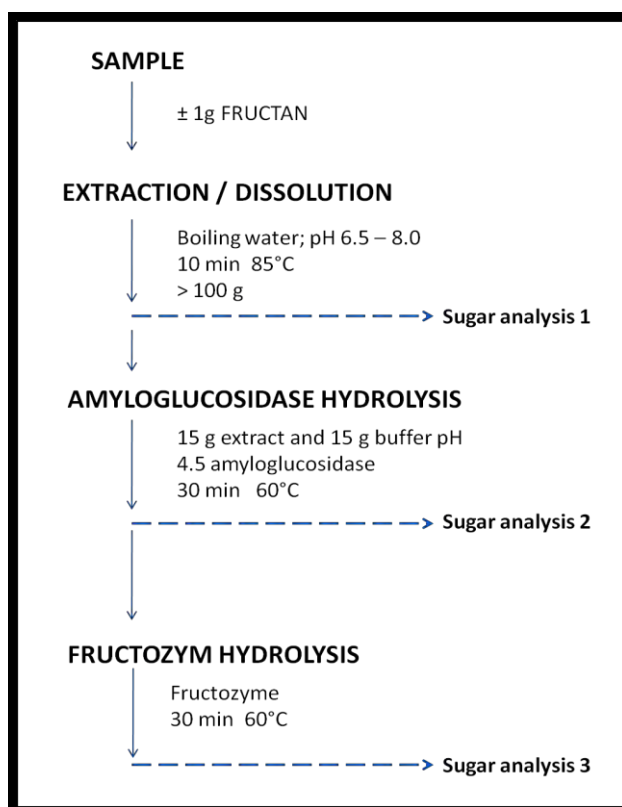 SAMPLE
± 1g FRUCTAN
EXTRACTION / DISSOLUTION
Boiling water; pH 6.5 – 8.0
10 min 85°C
> 100 g
Sugar analysis 1
AMYLOGLUCOSIDASE HYDROLYSIS
15 g extract and 15 g buffer pH
4.5 amyloglucosidase
30 min 60°C
Sugar analysis 2
FRUCTOZYM HYDROLYSIS
Fructozyme
30 min 60°C
Sugar analysis 3